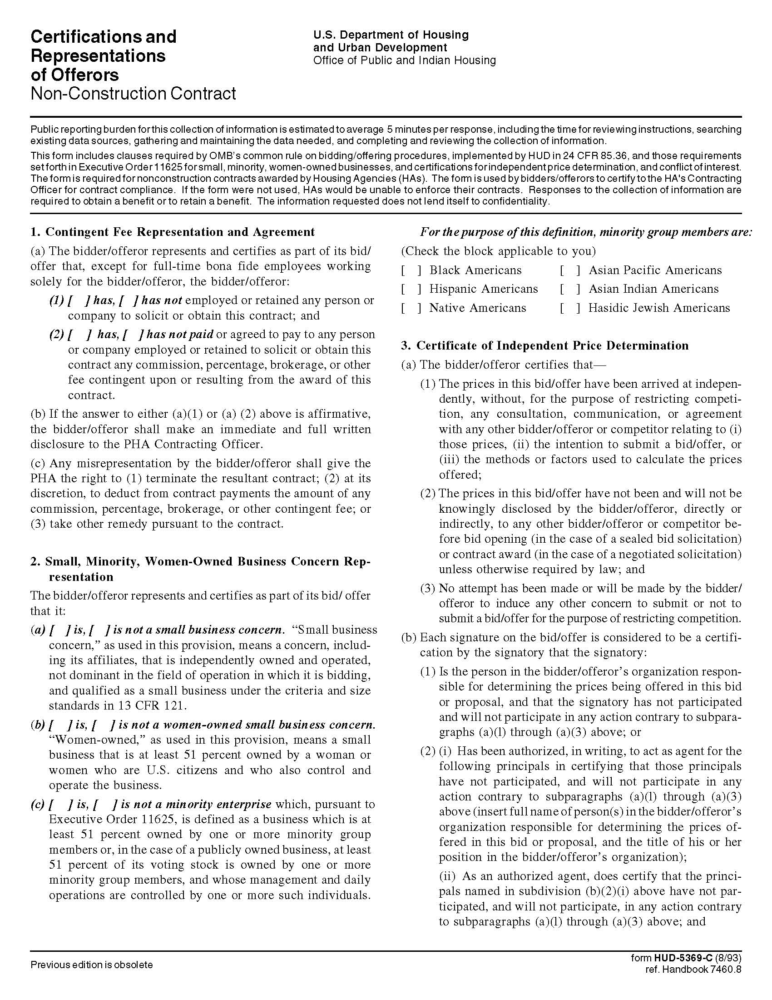 Certifications and
Representations
of Offerors
Non-Construction Contract
U.S. Department of Housing
and Urban Development
Office of Public and Indian Housing
Public reporting burden for this collection of information is estimated to average 5 minutes per response, including the time for reviewing instructions, searching
existing data sources, gathering and maintaining the data needed, and completing and reviewing the collection of information.
This form includes clauses required by OMB's common rule on bidding/offering procedures, implemented by HUD in 24 CFR 85.36, and those requirements
set forth in Executive Order 11625 for small, minority, women-owned businesses, and certifications for independent price determination, and conflict of interest.
The form is required for nonconstruction contracts awarded by Housing Agencies (HAs). The form is used by bidders/offerors to certify to the HA's Contracting
Officer for contract compliance. If the form were not used, HAs would be unable to enforce their contracts. Responses to the collection of information are
required to obtain a benefit or to retain a benefit. The information requested does not lend itself to confidentiality.
1. Contingent Fee Representation and Agreement
(a) The bidder/offeror represents and certifies as part of its bid/
offer that, except for full-time bona fide employees working
solely for the bidder/offeror, the bidder/offeror:
(1) [ ] has, [ ] has not employed or retained any person or
company to solicit or obtain this contract; and
(2) [ ] has, [ ] has not paid or agreed to pay to any person
or company employed or retained to solicit or obtain this
contract any commission, percentage, brokerage, or other
fee contingent upon or resulting from the award of this
contract.
(b) If the answer to either (a)(1) or (a) (2) above is affirmative,
the bidder/offeror shall make an immediate and full written
disclosure to the PHA Contracting Officer.
(c) Any misrepresentation by the bidder/offeror shall give the
PHA the right to (1) terminate the resultant contract; (2) at its
discretion, to deduct from contract payments the amount of any
commission, percentage, brokerage, or other contingent fee; or
(3) take other remedy pursuant to the contract.
2. Small, Minority, Women-Owned Business Concern Rep-
resentation
The bidder/offeror represents and certifies as part of its bid/ offer
that it:
(a) [ ] is, [ ] is not a small business concern. “Small business
concern,” as used in this provision, means a concern, includ-
ing its affiliates, that is independently owned and operated,
not dominant in the field of operation in which it is bidding,
and qualified as a small business under the criteria and size
standards in 13 CFR 121.
(b) [ ] is, [ ] is not a women-owned small business concern.
“Women-owned,” as used in this provision, means a small
business that is at least 51 percent owned by a woman or
women who are U.S. citizens and who also control and
operate the business.
(c) [ ] is, [ ] is not a minority enterprise which, pursuant to
Executive Order 11625, is defined as a business which is at
least 51 percent owned by one or more minority group
members or, in the case of a publicly owned business, at least
51 percent of its voting stock is owned by one or more
minority group members, and whose management and daily
operations are controlled by one or more such individuals.
For the purpose of this definition, minority group members are:
(Check the block applicable to you)
[ ] Black Americans [ ] Asian Pacific Americans
[ ] Hispanic Americans [ ] Asian Indian Americans
[ ] Native Americans [ ] Hasidic Jewish Americans
3. Certificate of Independent Price Determination
(a) The bidder/offeror certifies that—
(1) The prices in this bid/offer have been arrived at indepen-
dently, without, for the purpose of restricting competi-
tion, any consultation, communication, or agreement
with any other bidder/offeror or competitor relating to (i)
those prices, (ii) the intention to submit a bid/offer, or
(iii) the methods or factors used to calculate the prices
offered;
(2) The prices in this bid/offer have not been and will not be
knowingly disclosed by the bidder/offeror, directly or
indirectly, to any other bidder/offeror or competitor be-
fore bid opening (in the case of a sealed bid solicitation)
or contract award (in the case of a negotiated solicitation)
unless otherwise required by law; and
(3) No attempt has been made or will be made by the bidder/
offeror to induce any other concern to submit or not to
submit a bid/offer for the purpose of restricting competition.
(b) Each signature on the bid/offer is considered to be a certifi-
cation by the signatory that the signatory:
(1) Is the person in the bidder/offeror’s organization respon-
sible for determining the prices being offered in this bid
or proposal, and that the signatory has not participated
and will not participate in any action contrary to subpara-
graphs (a)(l) through (a)(3) above; or
(2) (i) Has been authorized, in writing, to act as agent for the
following principals in certifying that those principals
have not participated, and will not participate in any
action contrary to subparagraphs (a)(l) through (a)(3)
above (insert full name of person(s) in the bidder/offeror’s
organization responsible for determining the prices of-
fered in this bid or proposal, and the title of his or her
position in the bidder/offeror’s organization);
(ii) As an authorized agent, does certify that the princi-
pals named in subdivision (b)(2)(i) above have not par-
ticipated, and will not participate, in any action contrary
to subparagraphs (a)(l) through (a)(3) above; and
Previous edition is obsolete
form HUD-5369-C (8/93)
ref. Handbook 7460.8